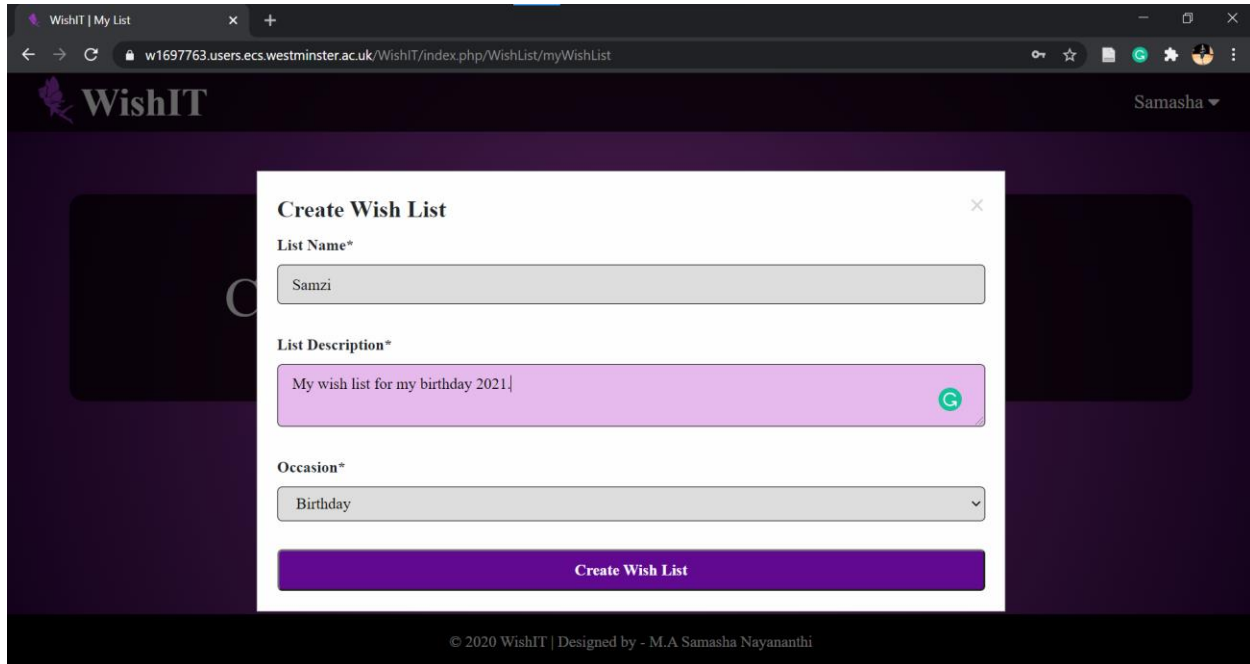 WishIT | My List
w1697763.users.ecs.westminster.ac.uk/WishIT/index.php/WishList/myWishList
WishIT
Samasha
C
Create Wish List
List Name*
Samzi
List Description*
My wish list for my birthday 2021.
Occasion*
Birthday
Create Wish List
© 2020 WishIT | Designed by - M.A Samasha Nayananthi